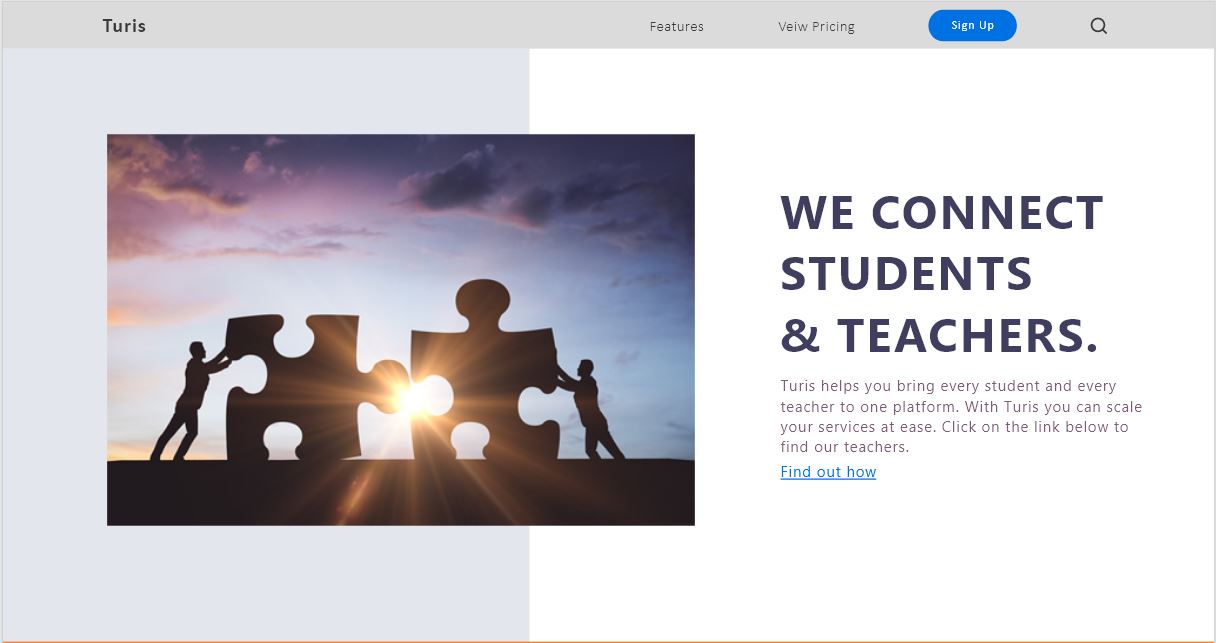 Turis
Features
Veiw Pricing
Sign Up
WE CONNECT
STUDENTS
& TEACHERS.
Turis helps you bring every student and every
teacher to one platform. With Turis you can scale
your services at ease. Click on the link below to
find our teachers.
Find out how